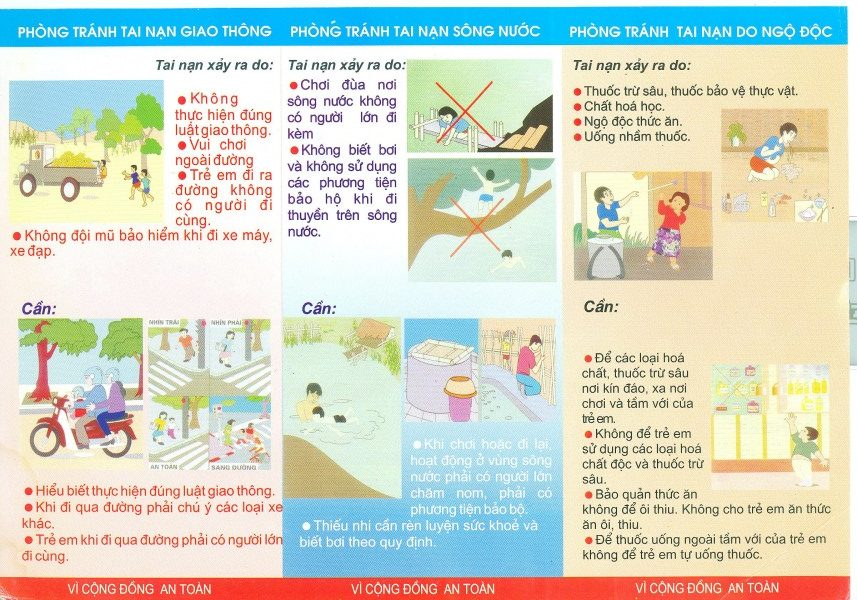 PHÒNG TRÁNH TAI NẠN GIAO THÔNG
Tai nạn xảy ra do:
●Không
thực hiện đúng
luật giao thông.
● Vui chơi
ngoài đường
● Trẻ em đi ra
đường không
có người đi
cùng.
● Không đội mũ bảo hiểm khi đi xe máy,
xe đạp.
Cần:
NHÌN TRÁI
NHÌN PHẢI
AN TOÀN
SANG ĐƯỜNG
● Hiểu biết thực hiện đúng luật giao thông.
● Khi đi qua đường phải chú ý các loại xe
khác.
● Trẻ em khi đi qua đường phải có người lớn
đi cùng.
VÌ CỘNG ĐỒNG AN TOÀN
PHÒNG TRÁNH TAI NẠN SÔNG NƯỚC
Tai nạn xảy ra do:
● Chơi đùa nơi
sông nước không
có người lớn đi
kèm
● Không biết bơi
và không sử dụng
các phương tiện
bảo hộ khi đi
thuyền trên sông
nước.
Cần:
● Khi chơi hoặc đi lại,
hoạt động ở vùng sông
nước phải có người lớn
chăm nom, phải có
phương tiện bảo bộ.
● Thiếu nhi cần rèn luyện sức khoẻ và
biết bơi theo quy định.
VÌ CỘNG ĐỒNG AN TOÀN
PHÒNG TRÁNH TAI NẠN DO NGỘ ĐỘC
Tai nạn xảy ra do:
● Thuốc trừ sâu, thuốc bảo vệ thực vật.
● Chất hoá học.
● Ngộ độc thức ăn.
● Uống nhầm thuốc.
Cần:
● Để các loại hoá
chất, thuốc trừ sâu
nơi kín đáo, xa nơi
chơi và tầm với của
trẻ em.
● Không để trẻ em
sử dụng các loại hoá
chất độc và thuốc trừ
sâu.
● Bảo quản thức ăn
không để ôi thiu. Không cho trẻ em ăn thức
ăn ôi, thiu.
● Để thuốc uống ngoài tầm với của trẻ em
không để trẻ em tự uống thuốc.
VÌ CỘNG ĐỒNG AN TOÀN